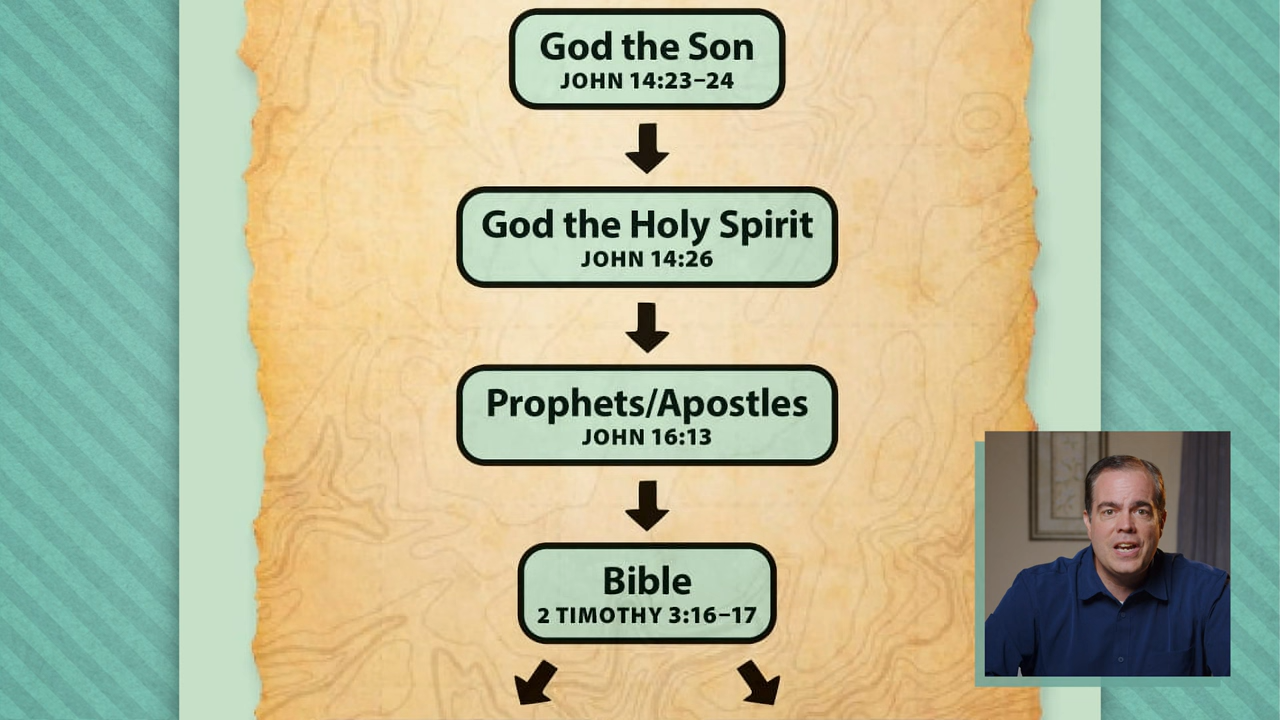 God the Son
JOHN 14:23–24
God the Holy Spirit
JOHN 14:26
Prophets/Apostles
JOHN 16:13
Bible
2 TIMOTHY 3:16–17